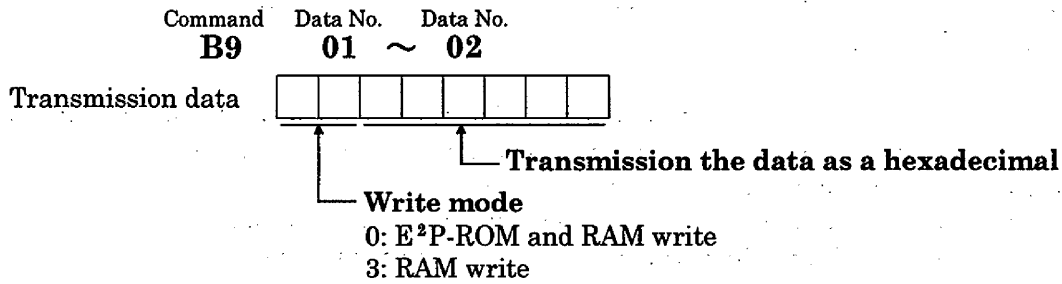 Command Data No. Data No.
B9 01 ~ 02
Transmission data
Transmission the data as a hexadecimal
Write mode
0: E²P-ROM and RAM write
3: RAM write